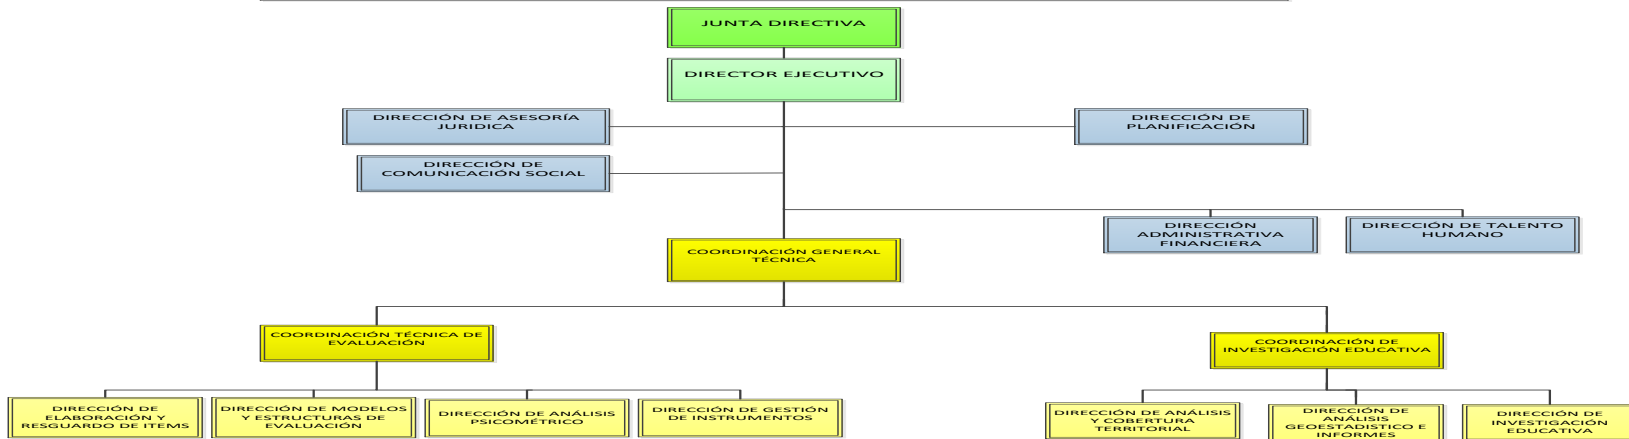 JUNTA DIRECTIVA
DIRECTOR EJECUTIVO
DIRECCIÓN DE ASESORÍA
JURIDICA
DIRECCIÓN DE
PLANIFICACIÓN
DIRECCIÓN DE
COMUNICACIÓN SOCIAL
DIRECCIÓN
ADMINISTRATIVA
FINANCIERA
DIRECCIÓN DE TALENTO
HUMANO
COORDINACIÓN GENERAL
TÉCNICA
COORDINACIÓN TÉCNICA DE
EVALUACIÓN
COORDINACIÓN DE
INVESTIGACIÓN EDUCATIVA
DIRECCIÓN DE
ELABORACIÓN Y
RESGUARDO DE ITEMS
DIRECCIÓN DE MODELOS
Y ESTRUCTURAS DE
EVALUACIÓN
DIRECCIÓN DE ANÁLISIS
PSICOMÉTRICO
DIRECCIÓN DE GESTIÓN
DE INSTRUMENTOS
DIRECCIÓN DE ANÁLISIS
Y COBERTURA
TERRITORIAL
DIRECCIÓN DE
ANÁLISIS
GEOESTADISTICO E
INFORMES
DIRECCIÓN DE
INVESTIGACIÓN
EDUCATIVA